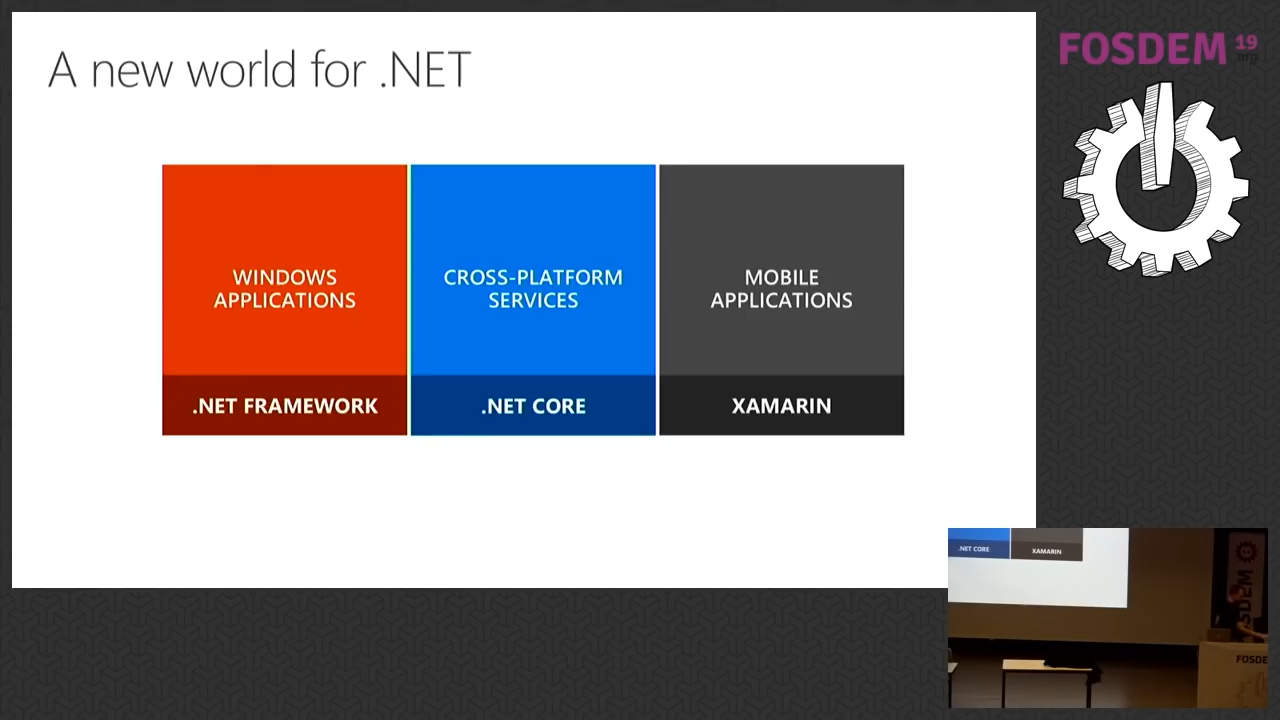 A new world for .NET
WINDOWS
APPLICATIONS
.NET FRAMEWORK
CROSS-PLATFORM
SERVICES
.NET CORE
MOBILE
APPLICATIONS
XAMARIN
FOSDEM 19
.org
.NET CORE
XAMARIN
FOSDEM
FOSDE